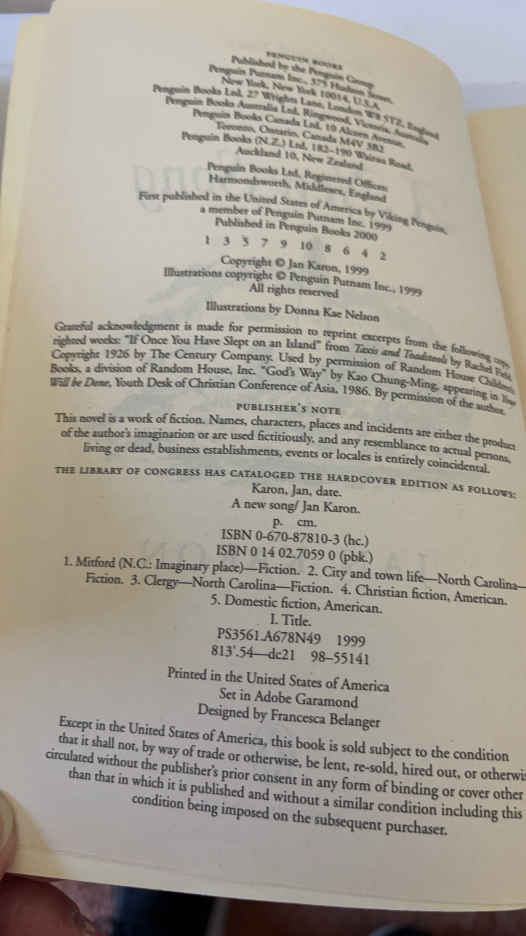 PENGUIN BOOKS
Published by the Penguin Group
Penguin Putnam Inc., 375 Hudson Street,
New York, New York 10014, U.S.A.
Penguin Books Ltd, 27 Wrights Lane, London W8 5TZ, England
Penguin Books Australia Ltd, Ringwood, Victoria, Australia
Penguin Books Canada Ltd, 10 Alcorn Avenue,
Toronto, Ontario, Canada M4V 3B2
Penguin Books (N.Z.) Ltd, 182–190 Wairau Road,
Auckland 10, New Zealand
Penguin Books Ltd, Registered Offices:
Harmondsworth, Middlesex, England
First published in the United States of America by Viking Penguin,
a member of Penguin Putnam Inc. 1999
Published in Penguin Books 2000
1 3 5 7 9 10 8 6 4 2
Copyright © Jan Karon, 1999
Illustrations copyright © Penguin Putnam Inc., 1999
All rights reserved
Illustrations by Donna Kae Nelson
Grateful acknowledgment is made for permission to reprint excerpts from the following copy-
righted works: "If Once You Have Slept on an Island" from Taxis and Toadstools by Rachel Field.
Copyright 1926 by The Century Company. Used by permission of Random House Children's
Books, a division of Random House, Inc. "God's Way" by Kao Chung-Ming, appearing in Your
Will be Done, Youth Desk of Christian Conference of Asia, 1986. By permission of the author.
PUBLISHER'S NOTE
This novel is a work of fiction. Names, characters, places and incidents are either the product
of the author's imagination or are used fictitiously, and any resemblance to actual persons,
living or dead, business establishments, events or locales is entirely coincidental.
THE LIBRARY OF CONGRESS HAS CATALOGED THE HARDCOVER EDITION AS FOLLOWS:
Karon, Jan, date.
A new song/ Jan Karon.
p. cm.
ISBN 0-670-87810-3 (hc.)
ISBN 0 14 02.7059 0 (pbk.)
1. Mitford (N.C.: Imaginary place)—Fiction. 2. City and town life—North Carolina—
Fiction. 3. Clergy—North Carolina—Fiction. 4. Christian fiction, American.
5. Domestic fiction, American.
I. Title.
PS3561.A678N49 1999
813'.54—dc21 98–55141
Printed in the United States of America
Set in Adobe Garamond
Designed by Francesca Belanger
Except in the United States of America, this book is sold subject to the condition
that it shall not, by way of trade or otherwise, be lent, re-sold, hired out, or otherwis
circulated without the publisher's prior consent in any form of binding or cover other
than that in which it is published and without a similar condition including this
condition being imposed on the subsequent purchaser.